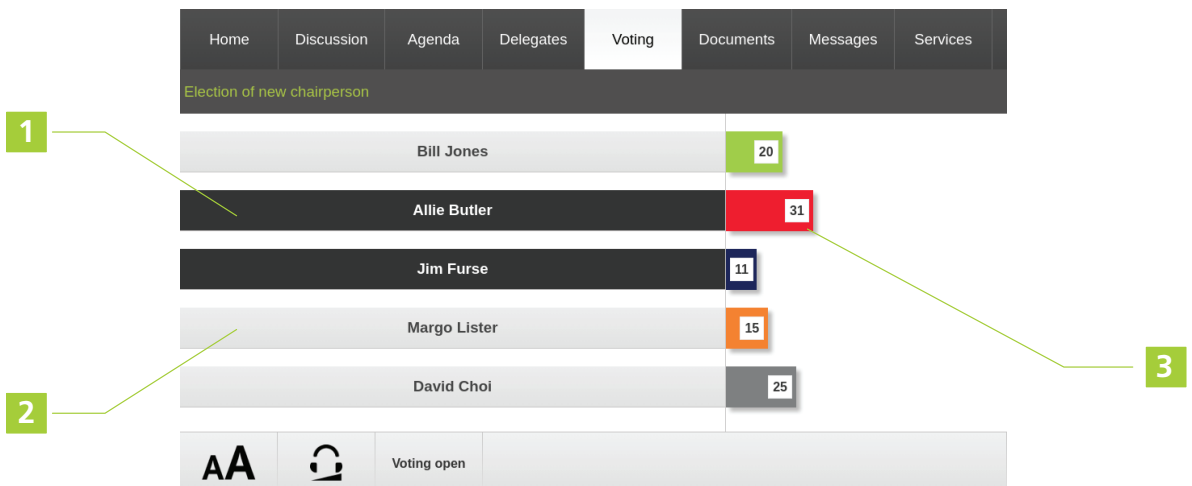 Home Discussion Agenda Delegates Voting Documents Messages Services
Election of new chairperson
1
Bill Jones 20
Allie Butler 31
Jim Furse 11
Margo Lister 15
3
David Choi 25
2
AA Voting open